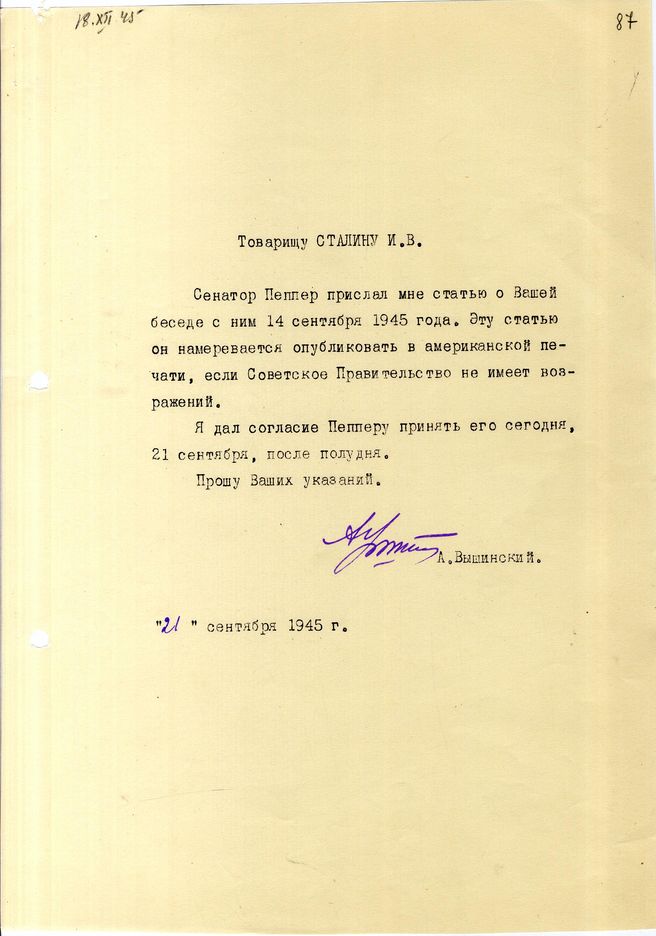 18.XII.45
87
Товарищу СТАЛИНУ И.В.
Сенатор Пеппер прислал мне статью о Вашей
беседе с ним 14 сентября 1945 года. Эту статью
он намеревается опубликовать в американской пе-
чати, если Советское Правительство не имеет воз-
ражений.
Я дал согласие Пепперу принять его сегодня,
21 сентября, после полудня.
Прошу Ваших указаний.
А.Вышинский.
"21 " сентября 1945 г.